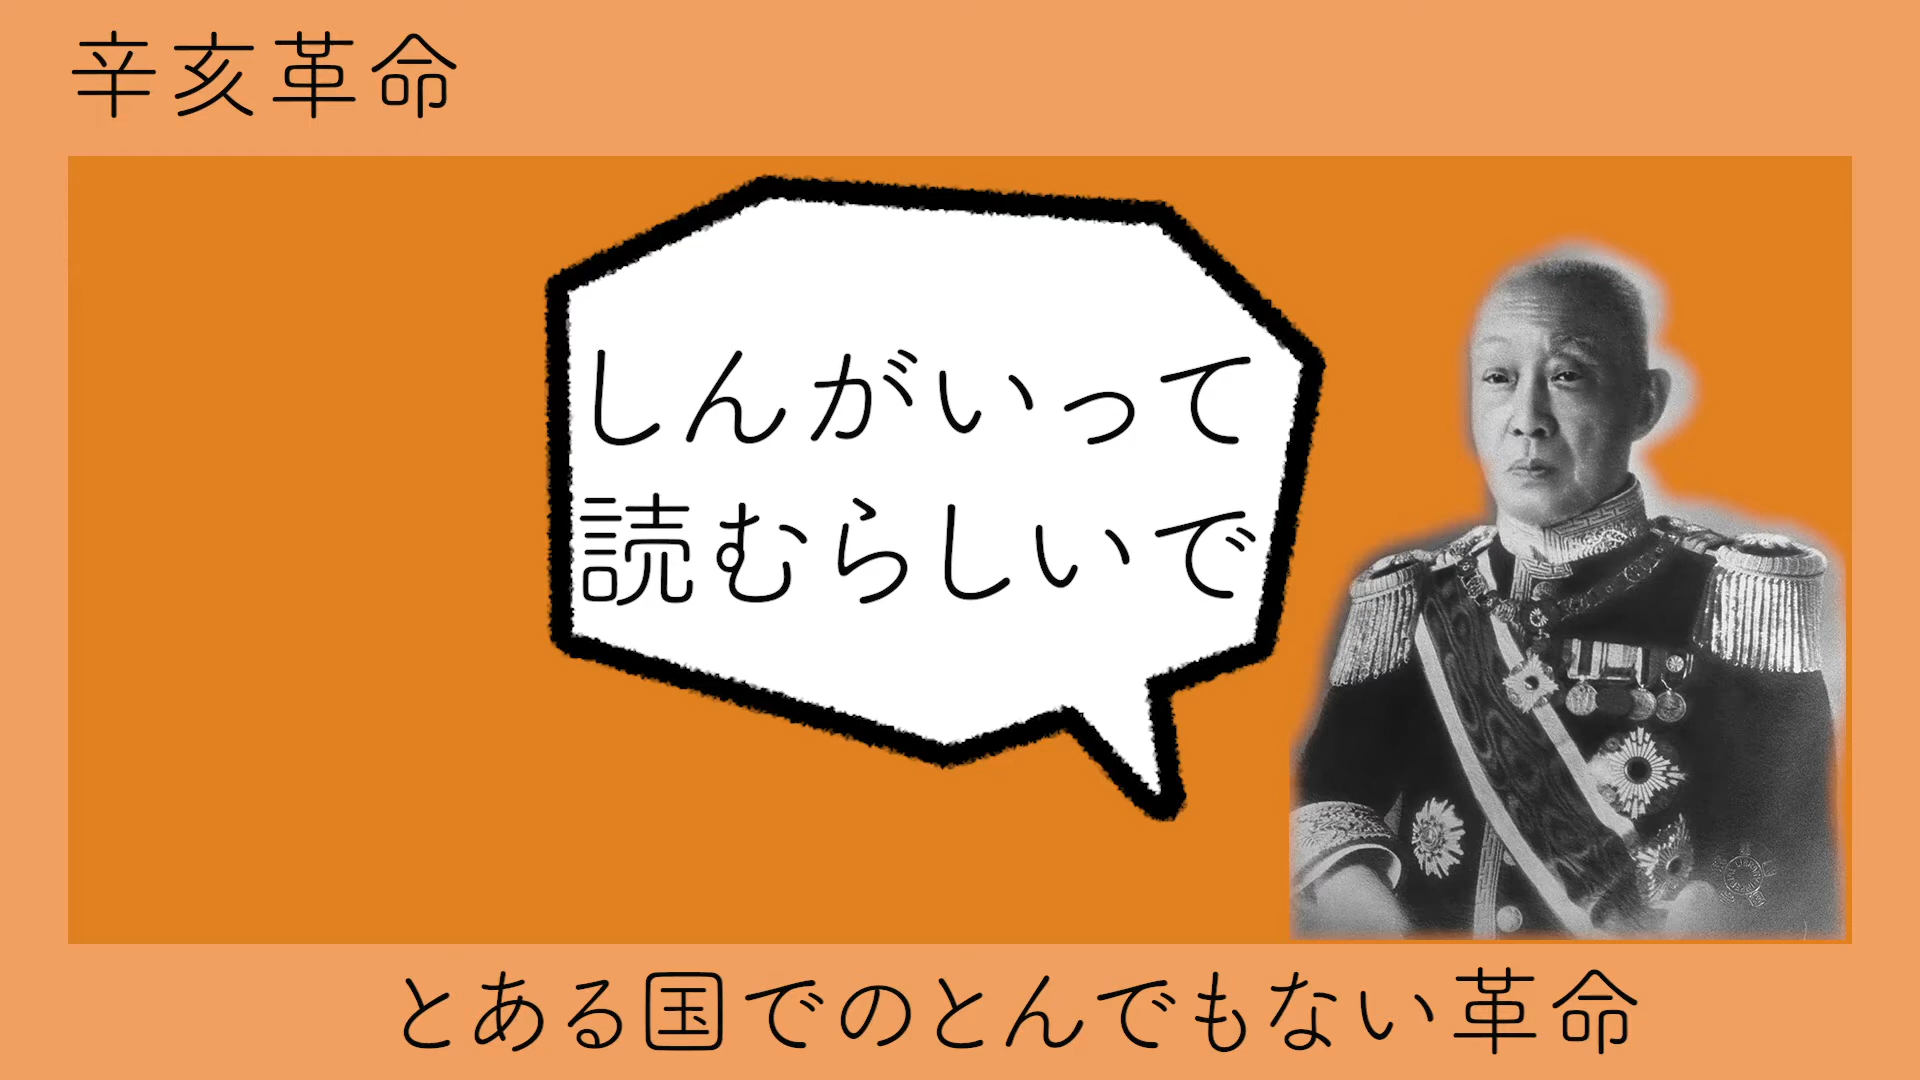 辛亥革命
しんがいって
読むらしいで
とある国でのとんでもない革命